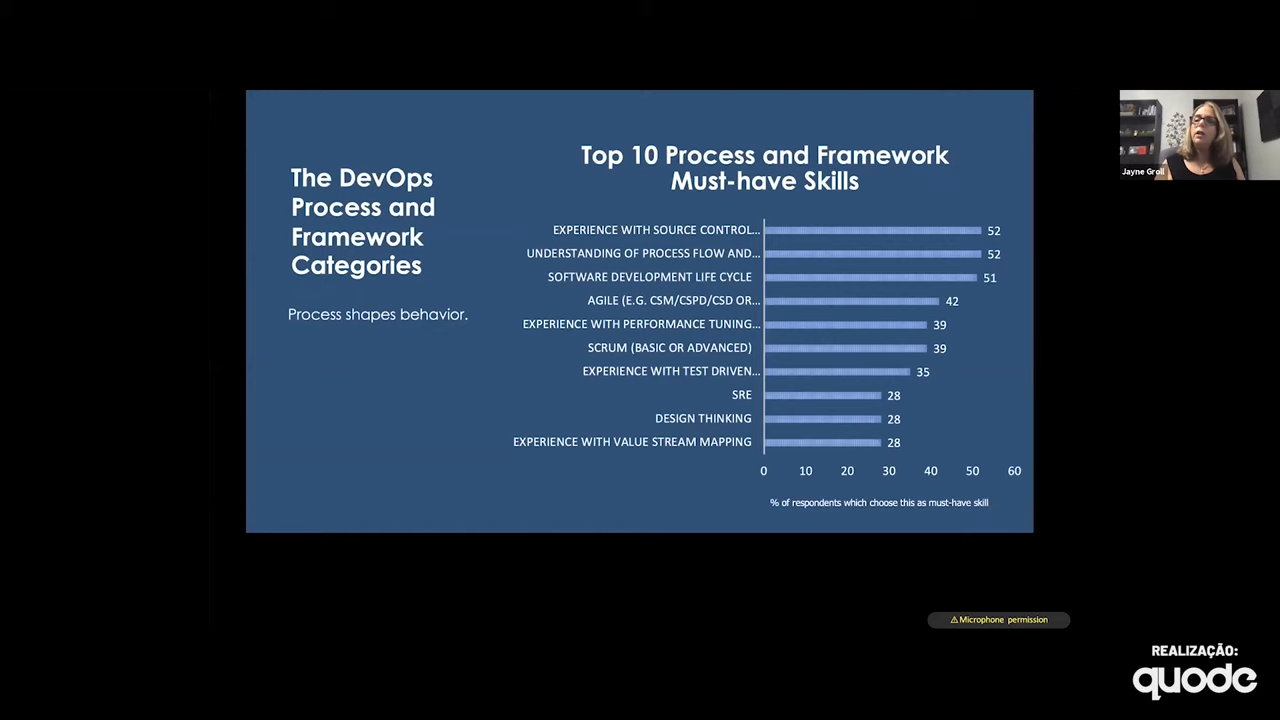 The DevOps
Process and
Framework
Categories
Process shapes behavior.
Top 10 Process and Framework
Must-have Skills
EXPERIENCE WITH SOURCE CONTROL... 52
UNDERSTANDING OF PROCESS FLOW AND... 52
SOFTWARE DEVELOPMENT LIFE CYCLE 51
AGILE (E.G. CSM/CSPD/CSD OR... 42
EXPERIENCE WITH PERFORMANCE TUNING... 39
SCRUM (BASIC OR ADVANCED) 39
EXPERIENCE WITH TEST DRIVEN... 35
SRE 28
DESIGN THINKING 28
EXPERIENCE WITH VALUE STREAM MAPPING 28
0 10 20 30 40 50 60
% of respondents which choose this as must-have skill
Jayne Groll
⚠Microphone permission
REALIZAÇÃO:
quode